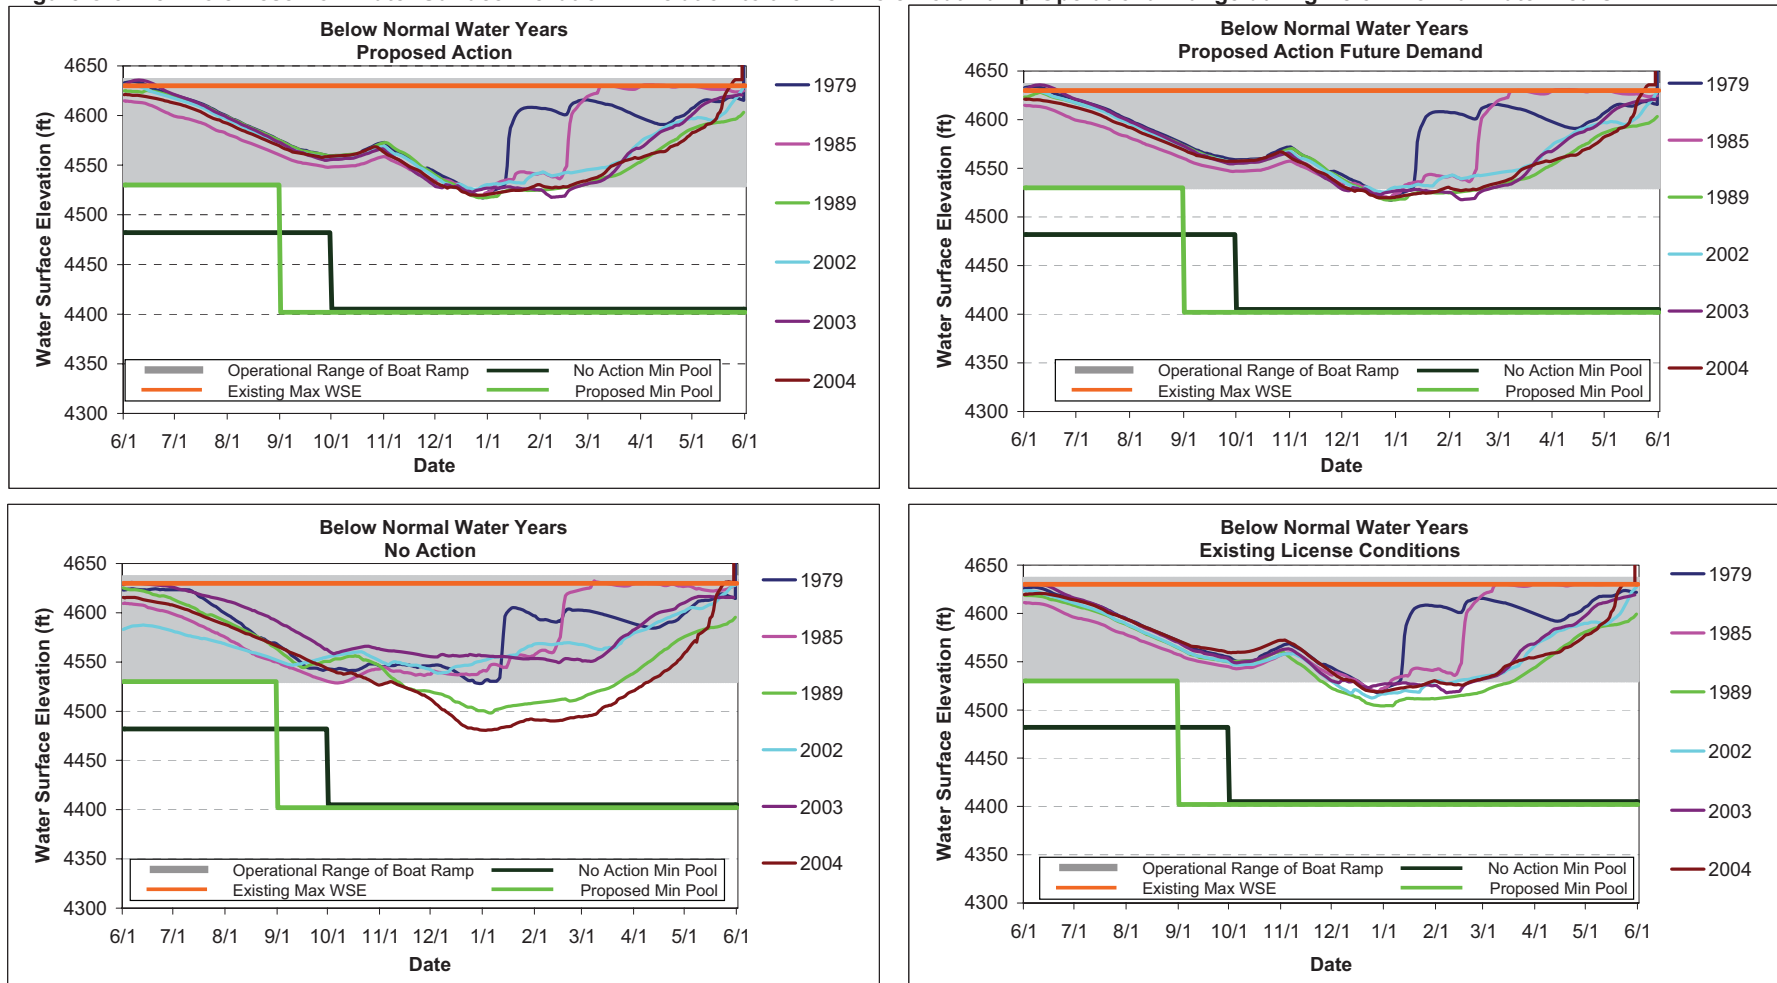 Below Normal Water Years
Proposed Action
Water Surface Elevation (ft)
4650
4600
4550
4500
4450
4400
4350
4300
6/1 7/1 8/1 9/1 10/1 11/1 12/1 1/1 2/1 3/1 4/1 5/1 6/1
Date
Operational Range of Boat Ramp
No Action Min Pool
Existing Max WSE
Proposed Min Pool
1979
1985
1989
2002
2003
2004
Below Normal Water Years
Proposed Action Future Demand
Water Surface Elevation (ft)
4650
4600
4550
4500
4450
4400
4350
4300
6/1 7/1 8/1 9/1 10/1 11/1 12/1 1/1 2/1 3/1 4/1 5/1 6/1
Date
Operational Range of Boat Ramp
No Action Min Pool
Existing Max WSE
Proposed Min Pool
1979
1985
1989
2002
2003
2004
Below Normal Water Years
No Action
Water Surface Elevation (ft)
4650
4600
4550
4500
4450
4400
4350
4300
6/1 7/1 8/1 9/1 10/1 11/1 12/1 1/1 2/1 3/1 4/1 5/1 6/1
Date
Operational Range of Boat Ramp
No Action Min Pool
Existing Max WSE
Proposed Min Pool
1979
1985
1989
2002
2003
2004
Below Normal Water Years
Existing License Conditions
Water Surface Elevation (ft)
4650
4600
4550
4500
4450
4400
4350
4300
6/1 7/1 8/1 9/1 10/1 11/1 12/1 1/1 2/1 3/1 4/1 5/1 6/1
Date
Operational Range of Boat Ramp
No Action Min Pool
Existing Max WSE
Proposed Min Pool
1979
1985
1989
2002
2003
2004